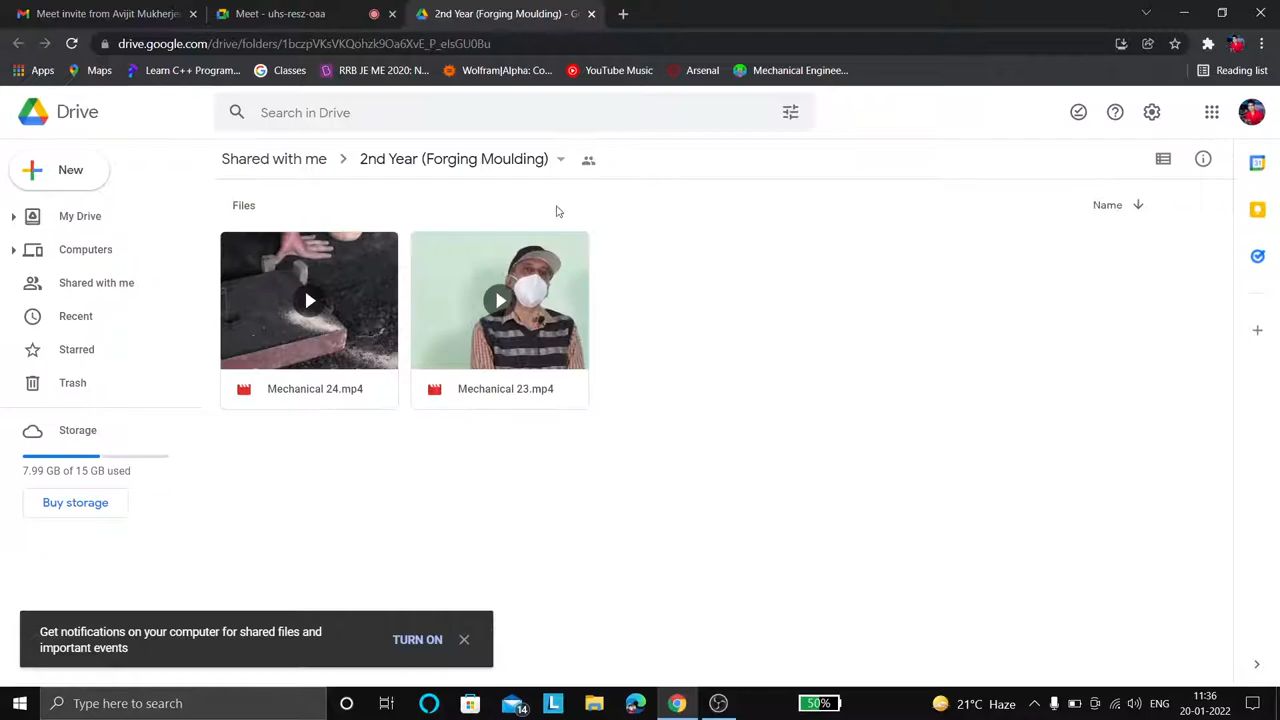 Meet invite from Avijit Mukherje
Meet - uhs-resz-oaa
2nd Year (Forging Moulding) - Go
drive.google.com/drive/folders/1bczpVKsVKQohzk9Oa6XvE_P_elsGU0Bu
Apps
Maps
Learn C++ Program...
Classes
RRB JE ME 2020: N...
Wolfram|Alpha: Co...
YouTube Music
Arsenal
Mechanical Enginee...
Reading list
Drive
Search in Drive
New
Shared with me
2nd Year (Forging Moulding)
Files
Name
My Drive
Computers
Shared with me
Recent
Starred
Trash
Storage
7.99 GB of 15 GB used
Buy storage
Mechanical 24.mp4
Mechanical 23.mp4
31
Get notifications on your computer for shared files and
important events
TURN ON
Type here to search
L
14
50%
21°C Haze
ENG
11:36
20-01-2022